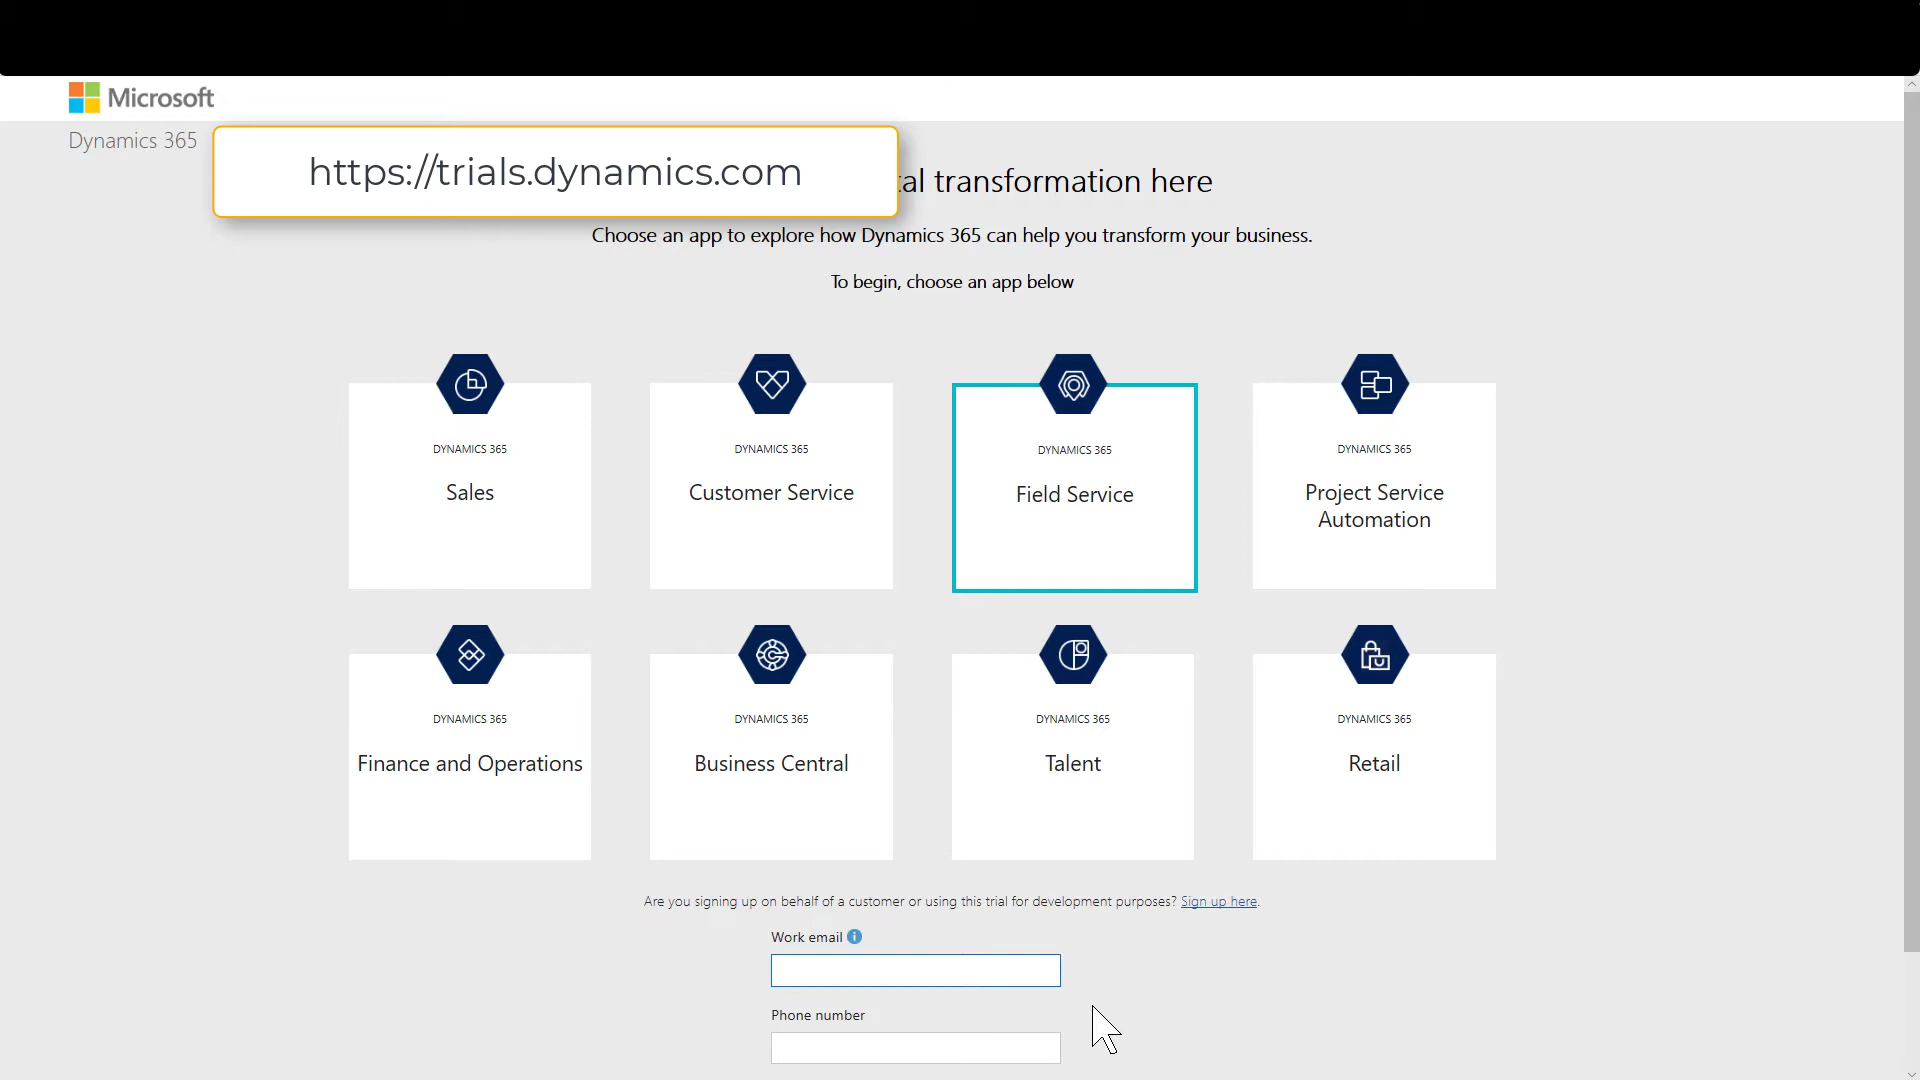 Microsoft
Dynamics 365
https://trials.dynamics.com
tal transformation here
Choose an app to explore how Dynamics 365 can help you transform your business.
To begin, choose an app below
DYNAMICS 365
Sales
DYNAMICS 365
Customer Service
DYNAMICS 365
Field Service
DYNAMICS 365
Project Service
Automation
DYNAMICS 365
Finance and Operations
DYNAMICS 365
Business Central
DYNAMICS 365
Talent
DYNAMICS 365
Retail
Are you signing up on behalf of a customer or using this trial for development purposes? Sign up here.
Work email
Phone number